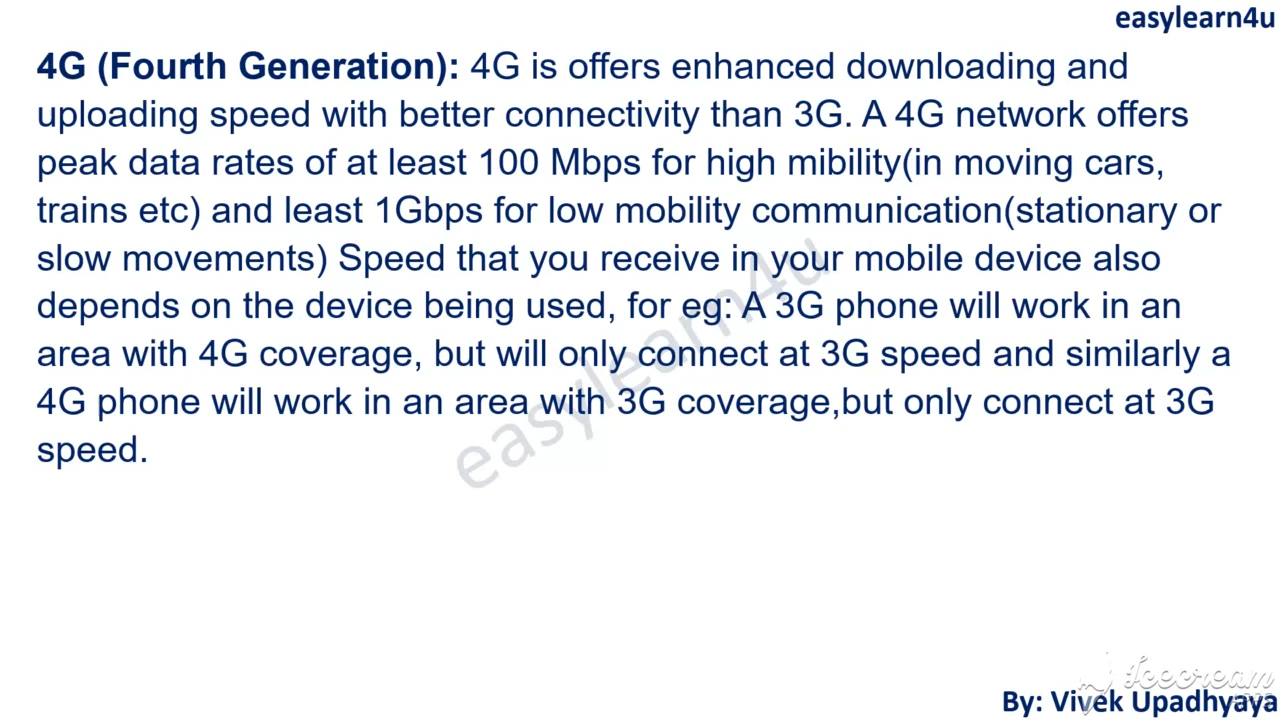 easylearn4u
4G (Fourth Generation): 4G is offers enhanced downloading and
uploading speed with better connectivity than 3G. A 4G network offers
peak data rates of at least 100 Mbps for high mibility(in moving cars,
trains etc) and least 1Gbps for low mobility communication(stationary or
slow movements) Speed that you receive in your mobile device also
depends on the device being used, for eg: A 3G phone will work in an
area with 4G coverage, but will only connect at 3G speed and similarly a
4G phone will work in an area with 3G coverage,but only connect at 3G
speed.
easylearn4u
Icecream
APPS
By: Vivek Upadhyaya